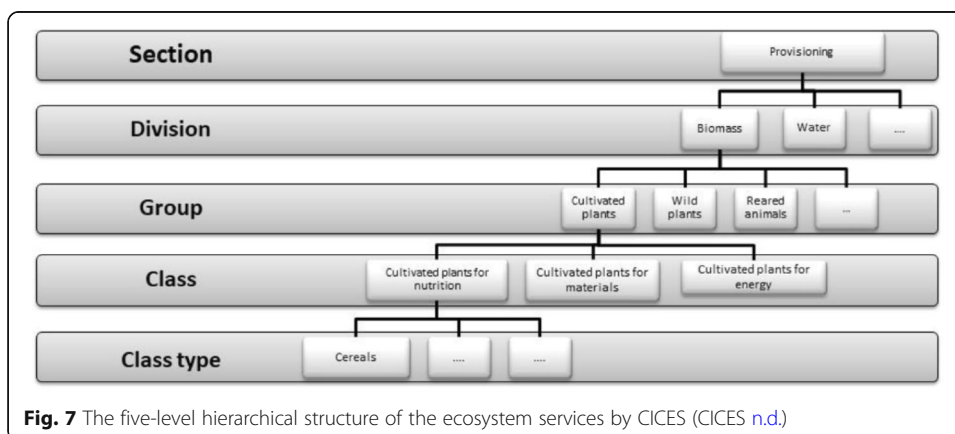 Section
Provisioning
Division
Biomass
Water
....
Group
Cultivated
plants
Wild
plants
Reared
animals
...
Class
Cultivated plants for
nutrition
Cultivated plants for
materials
Cultivated plants for
energy
Class type
Cereals
....
....
Fig. 7 The five-level hierarchical structure of the ecosystem services by CICES (CICES n.d.)